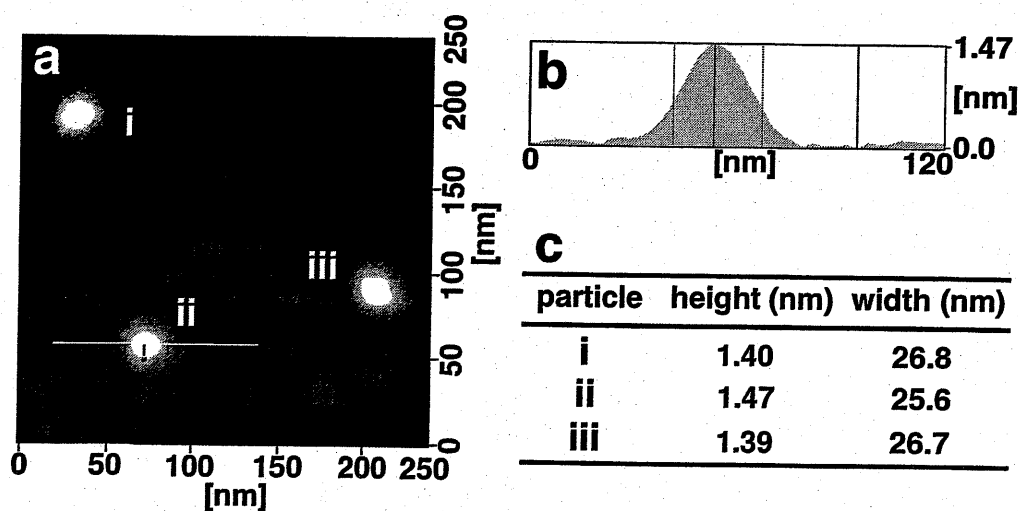 a
i
ii
iii
0 50 100 150 200 250
[nm]
0 50 100 150 200 250
[nm]
b
1.47
[nm]
0.0
0 [nm] 120
c
particle height (nm) width (nm)
i 1.40 26.8
ii 1.47 25.6
iii 1.39 26.7